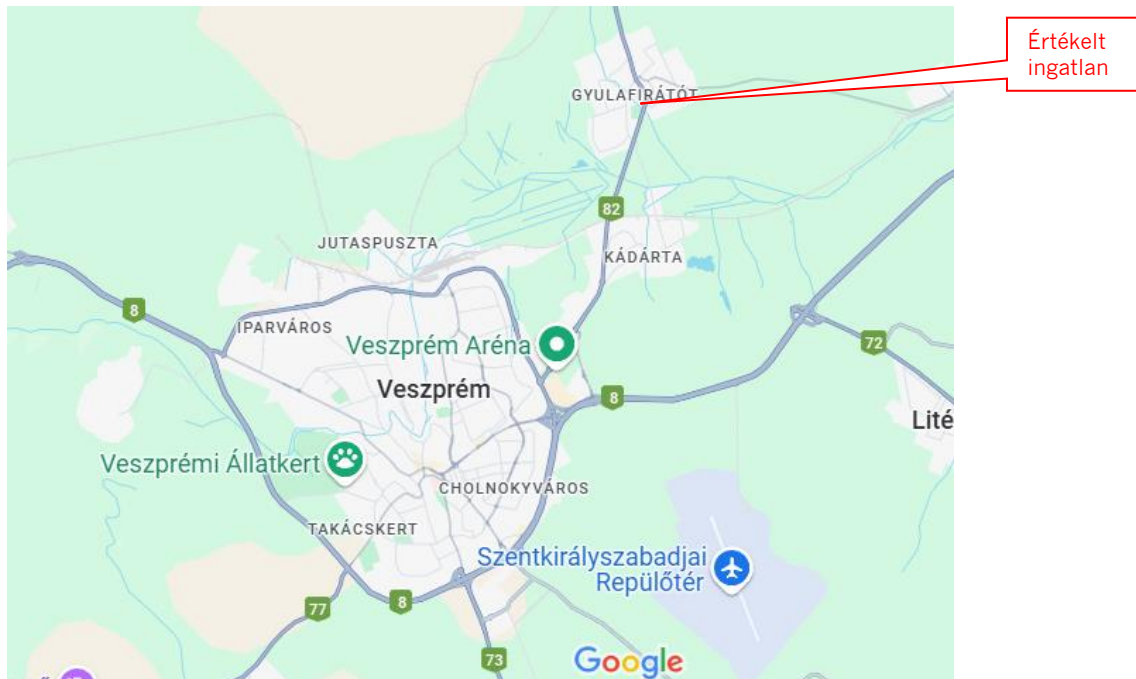 Értékelt
ingatlan
GYULAFIRÁTÓT
82
JUTASPUSZTA
KÁDÁRTA
8
IPARVÁROS
Veszprém Aréna
72
Veszprém
8
Lité
Veszprémi Állatkert
CHOLNOKYVÁROS
TAKÁCSKERT
Szentkirályszabadjai
Repülőtér
77
8
73
Google